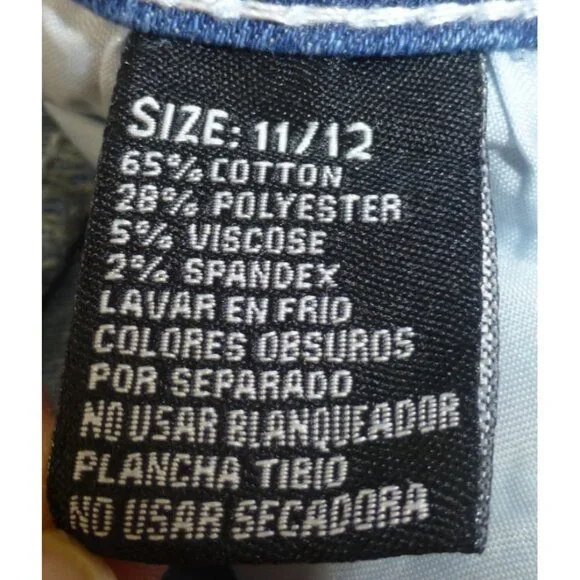 SIZE: 11/12
65% COTTON
28% POLYESTER
5% VISCOSE
2% SPANDEX
LAVAR EN FRIO
COLORES OBSUROS
POR SEPARADO
NO USAR BLANQUEADOR
PLANCHA TIBIO
NO USAR SECADORA